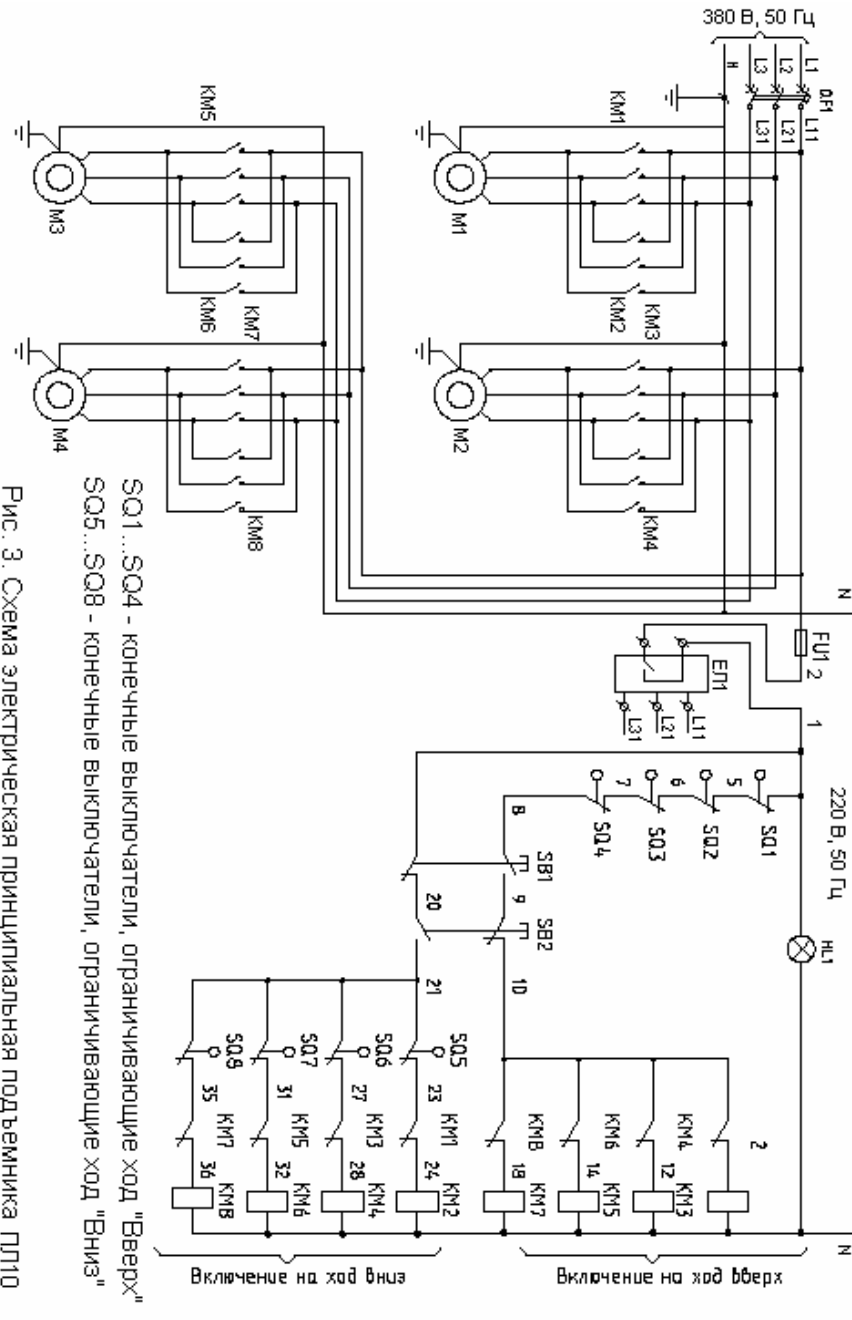 380 В, 50 Гц
L1
L2
L3
N
QF1
L11
L21
L31
KM1
KM2
KM3
KM4
M1
M2
KM5
KM6
KM7
KM8
M3
M4
N
FU1
2
ЕЛ1
L11
L21
L31
1
220 В, 50 Гц
HL1
N
SQ1
5
SQ2
6
SQ3
7
SQ4
8
SB1
9
SB2
10
20
21
2
KM4
12
KM3
KM6
14
KM5
KM8
18
KM7
SQ5
23
KM1
24
KM2
SQ6
27
KM3
28
KM4
SQ7
31
KM5
32
KM6
SQ8
35
KM7
36
KM8
Включение на ход вверх
Включение на ход вниз
SQ1...SQ4 - конечные выключатели, ограничивающие ход "Вверх"
SQ5...SQ8 - конечные выключатели, ограничивающие ход "Вниз"
Рис. 3. Схема электрическая принципиальная подъемника ПЛ10